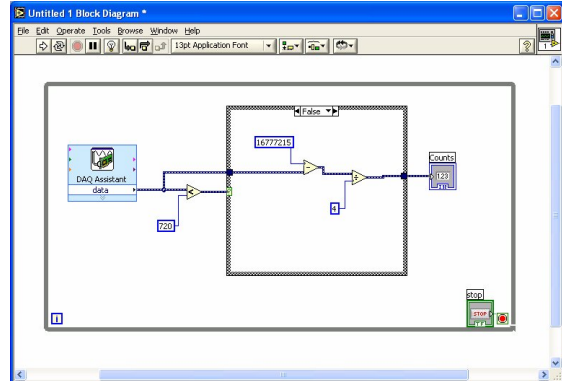 Untitled 1 Block Diagram *
File Edit Operate Tools Browse Window Help
13pt Application Font
?
1
False
16777215
DAQ Assistant
data
Counts
123
4
720
stop
STOP
i